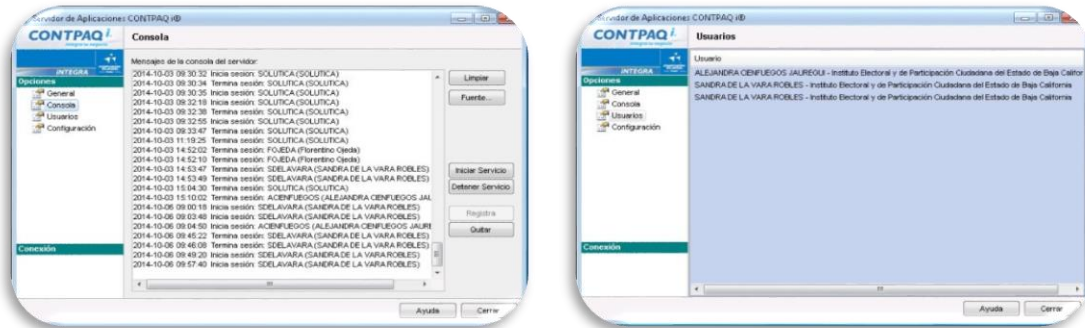 Servidor de Aplicaciones CONTPAQ i®
CONTPAQ i
Consola
INTEGRA
Opciones
General
Consola
Usuarios
Configuración
Conexión
Mensajes de la consola del servidor:
2014-10-03 09:30:32 Inicia sesión: SOLUTICA (SOLUTICA)
2014-10-03 09:30:34 Termina sesión: SOLUTICA (SOLUTICA)
2014-10-03 09:30:35 Inicia sesión: SOLUTICA (SOLUTICA)
2014-10-03 09:32:18 Inicia sesión: SOLUTICA (SOLUTICA)
2014-10-03 09:32:38 Termina sesión: SOLUTICA (SOLUTICA)
2014-10-03 09:32:55 Inicia sesión: SOLUTICA (SOLUTICA)
2014-10-03 09:33:47 Termina sesión: SOLUTICA (SOLUTICA)
2014-10-03 11:19:25 Termina sesión: SOLUTICA (SOLUTICA)
2014-10-03 14:52:02 Inicia sesión: FOJEDA (Florentino Ojeda)
2014-10-03 14:52:10 Termina sesión: FOJEDA (Florentino Ojeda)
2014-10-03 14:53:47 Termina sesión: SDELAVARA (SANDRA DE LA VARA ROBLES)
2014-10-03 14:53:49 Termina sesión: SDELAVARA (SANDRA DE LA VARA ROBLES)
2014-10-03 15:04:30 Termina sesión: SOLUTICA (SOLUTICA)
2014-10-03 15:10:02 Termina sesión: ACIENFUEGOS (ALEJANDRA CIENFUEGOS JAL
2014-10-06 09:00:18 Inicia sesión: SDELAVARA (SANDRA DE LA VARA ROBLES)
2014-10-06 09:03:48 Inicia sesión: SDELAVARA (SANDRA DE LA VARA ROBLES)
2014-10-06 09:04:50 Inicia sesión: ACIENFUEGOS (ALEJANDRA CIENFUEGOS JAURE
2014-10-06 09:45:22 Termina sesión: SDELAVARA (SANDRA DE LA VARA ROBLES)
2014-10-06 09:46:08 Termina sesión: SDELAVARA (SANDRA DE LA VARA ROBLES)
2014-10-06 09:49:20 Inicia sesión: SDELAVARA (SANDRA DE LA VARA ROBLES)
2014-10-06 09:57:40 Inicia sesión: SDELAVARA (SANDRA DE LA VARA ROBLES)
Limpiar
Fuente...
Iniciar Servicio
Detener Servicio
Registra
Quitar
Ayuda
Cerrar
Servidor de Aplicaciones CONTPAQ i®
CONTPAQ i
Usuarios
INTEGRA
Opciones
General
Consola
Usuarios
Configuración
Conexión
Usuario
ALEJANDRA CIENFUEGOS JAUREGUI - Instituto Electoral y de Participación Ciudadana del Estado de Baja Califor
SANDRA DE LA VARA ROBLES - Instituto Electoral y de Participación Ciudadana del Estado de Baja California
SANDRA DE LA VARA ROBLES - Instituto Electoral y de Participación Ciudadana del Estado de Baja California
Ayuda
Cerrar